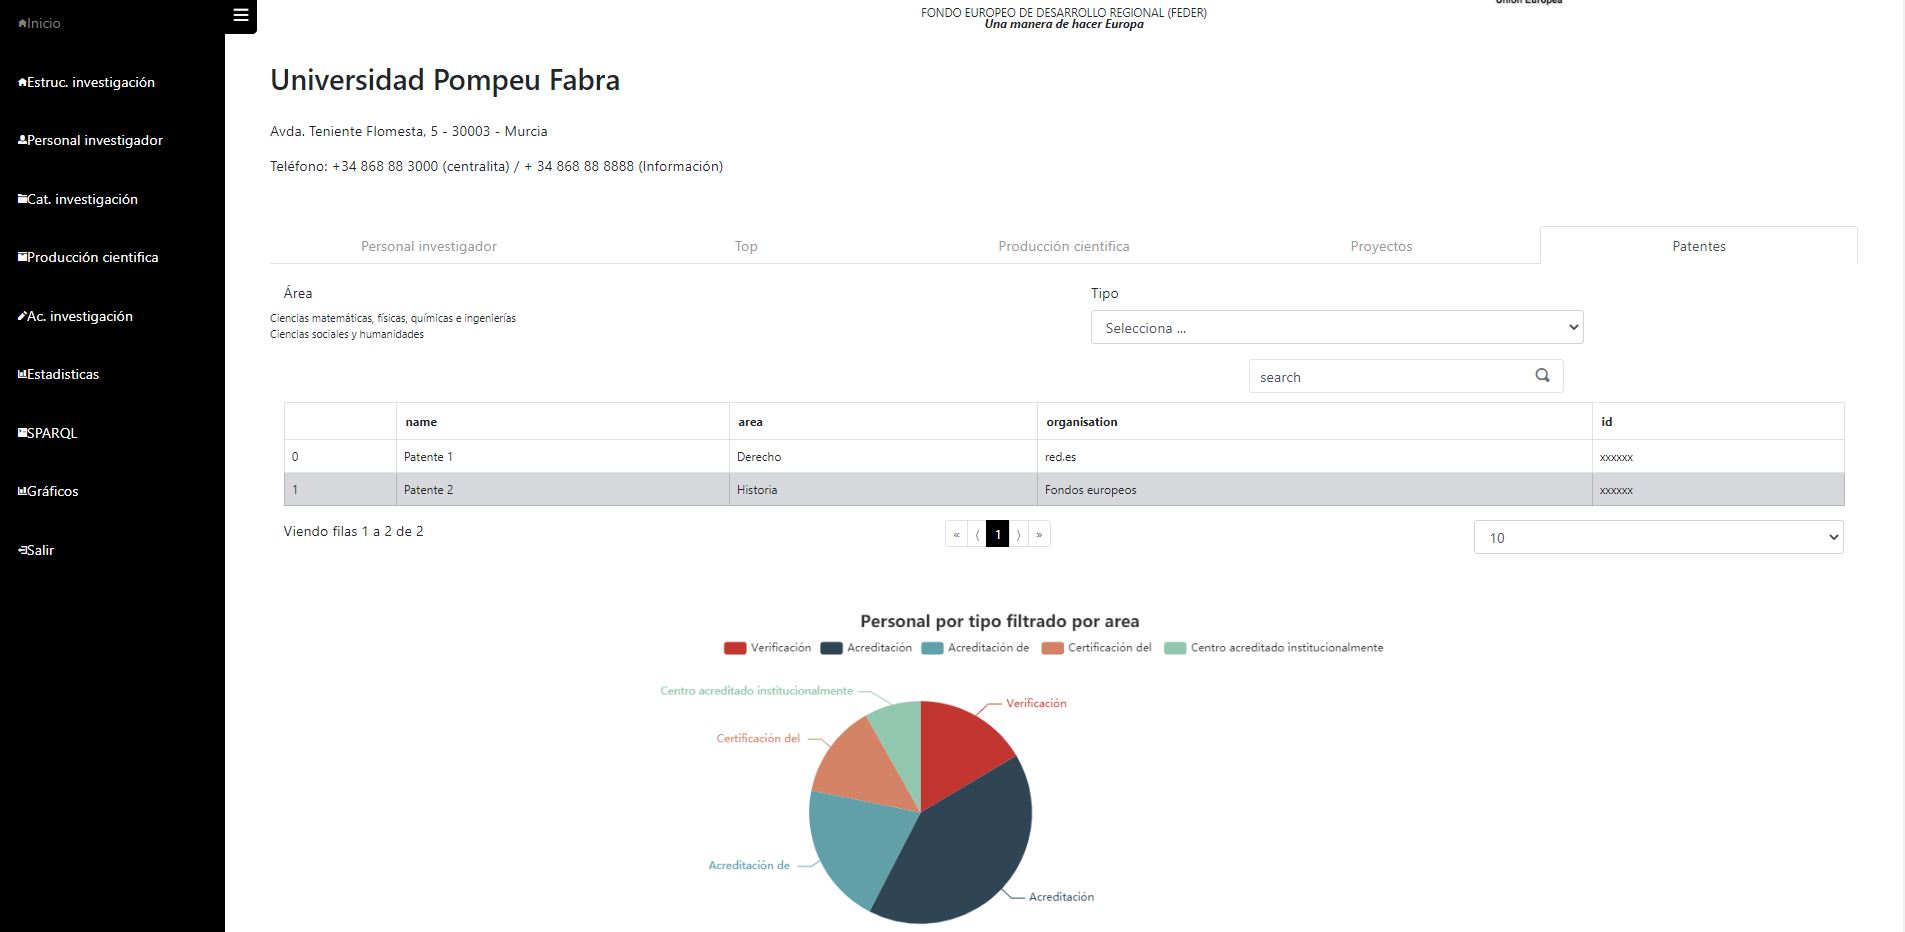 Inicio
Estruc. investigación
Personal investigador
Cat. investigación
Producción cientifica
Ac. investigación
Estadisticas
SPARQL
Gráficos
Salir
Unión Europea
FONDO EUROPEO DE DESARROLLO REGIONAL (FEDER)
Una manera de hacer Europa
Universidad Pompeu Fabra
Avda. Teniente Flomesta, 5 - 30003 - Murcia
Teléfono: +34 868 88 3000 (centralita) / + 34 868 88 8888 (Información)
Personal investigador Top Producción cientifica Proyectos Patentes
Área Tipo
Ciencias matemáticas, físicas, químicas e ingenierías
Ciencias sociales y humanidades
Selecciona ...
search
name area organisation id
0 Patente 1 Derecho red.es xxxxxx
1 Patente 2 Historia Fondos europeos xxxxxx
Viendo filas 1 a 2 de 2 « ⟨ 1 ⟩ » 10
Personal por tipo filtrado por area
Verificación Acreditación Acreditación de Certificación del Centro acreditado institucionalmente
Centro acreditado institucionalmente
Verificación
Certificación del
Acreditación de
Acreditación